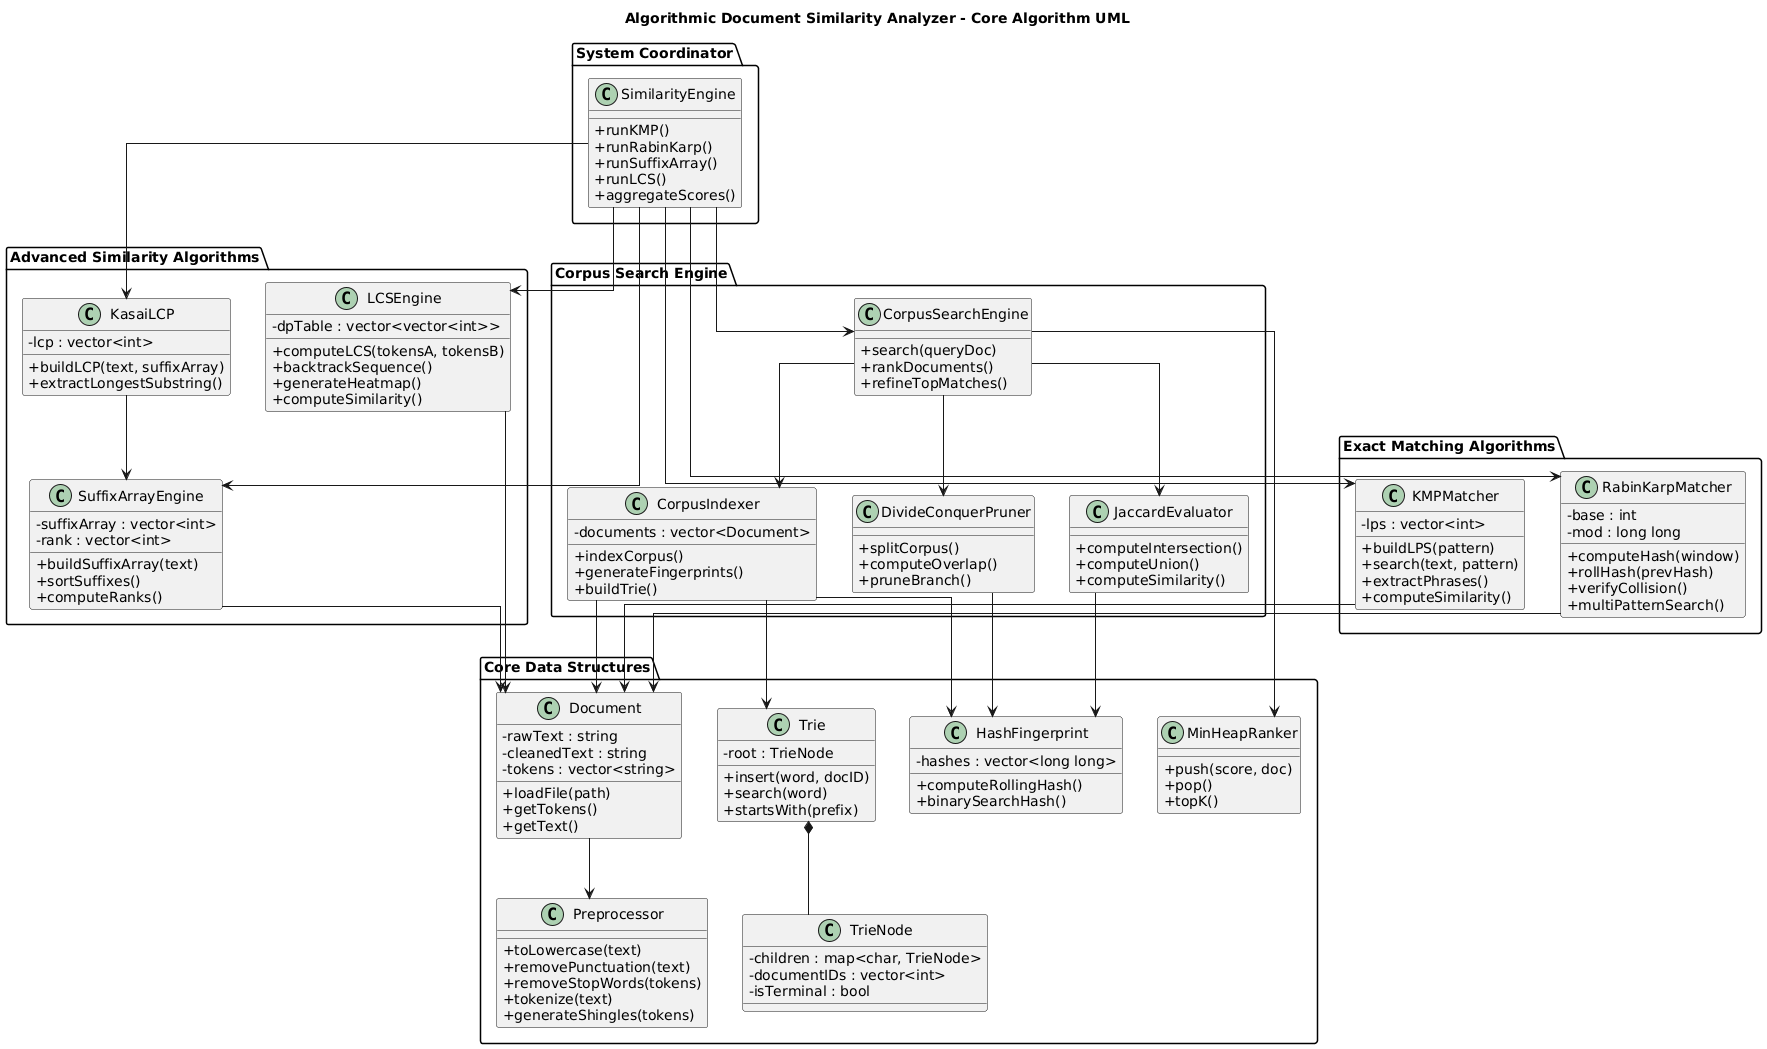 Algorithmic Document Similarity Analyzer - Core Algorithm UML
System Coordinator
C SimilarityEngine
+runKMP()
+runRabinKarp()
+runSuffixArray()
+runLCS()
+aggregateScores()
Advanced Similarity Algorithms
C KasaiLCP
-lcp : vector<int>
+buildLCP(text, suffixArray)
+extractLongestSubstring()
C LCSEngine
-dpTable : vector<vector<int>>
+computeLCS(tokensA, tokensB)
+backtrackSequence()
+generateHeatmap()
+computeSimilarity()
C SuffixArrayEngine
-suffixArray : vector<int>
-rank : vector<int>
+buildSuffixArray(text)
+sortSuffixes()
+computeRanks()
Corpus Search Engine
C CorpusSearchEngine
+search(queryDoc)
+rankDocuments()
+refineTopMatches()
C CorpusIndexer
-documents : vector<Document>
+indexCorpus()
+generateFingerprints()
+buildTrie()
C DivideConquerPruner
+splitCorpus()
+computeOverlap()
+pruneBranch()
C JaccardEvaluator
+computeIntersection()
+computeUnion()
+computeSimilarity()
Exact Matching Algorithms
C KMPMatcher
-lps : vector<int>
+buildLPS(pattern)
+search(text, pattern)
+extractPhrases()
+computeSimilarity()
C RabinKarpMatcher
-base : int
-mod : long long
+computeHash(window)
+rollHash(prevHash)
+verifyCollision()
+multiPatternSearch()
Core Data Structures
C Document
-rawText : string
-cleanedText : string
-tokens : vector<string>
+loadFile(path)
+getTokens()
+getText()
C Trie
-root : TrieNode
+insert(word, docID)
+search(word)
+startsWith(prefix)
C HashFingerprint
-hashes : vector<long long>
+computeRollingHash()
+binarySearchHash()
C MinHeapRanker
+push(score, doc)
+pop()
+topK()
C Preprocessor
+toLowercase(text)
+removePunctuation(text)
+removeStopWords(tokens)
+tokenize(text)
+generateShingles(tokens)
C TrieNode
-children : map<char, TrieNode>
-documentIDs : vector<int>
-isTerminal : bool